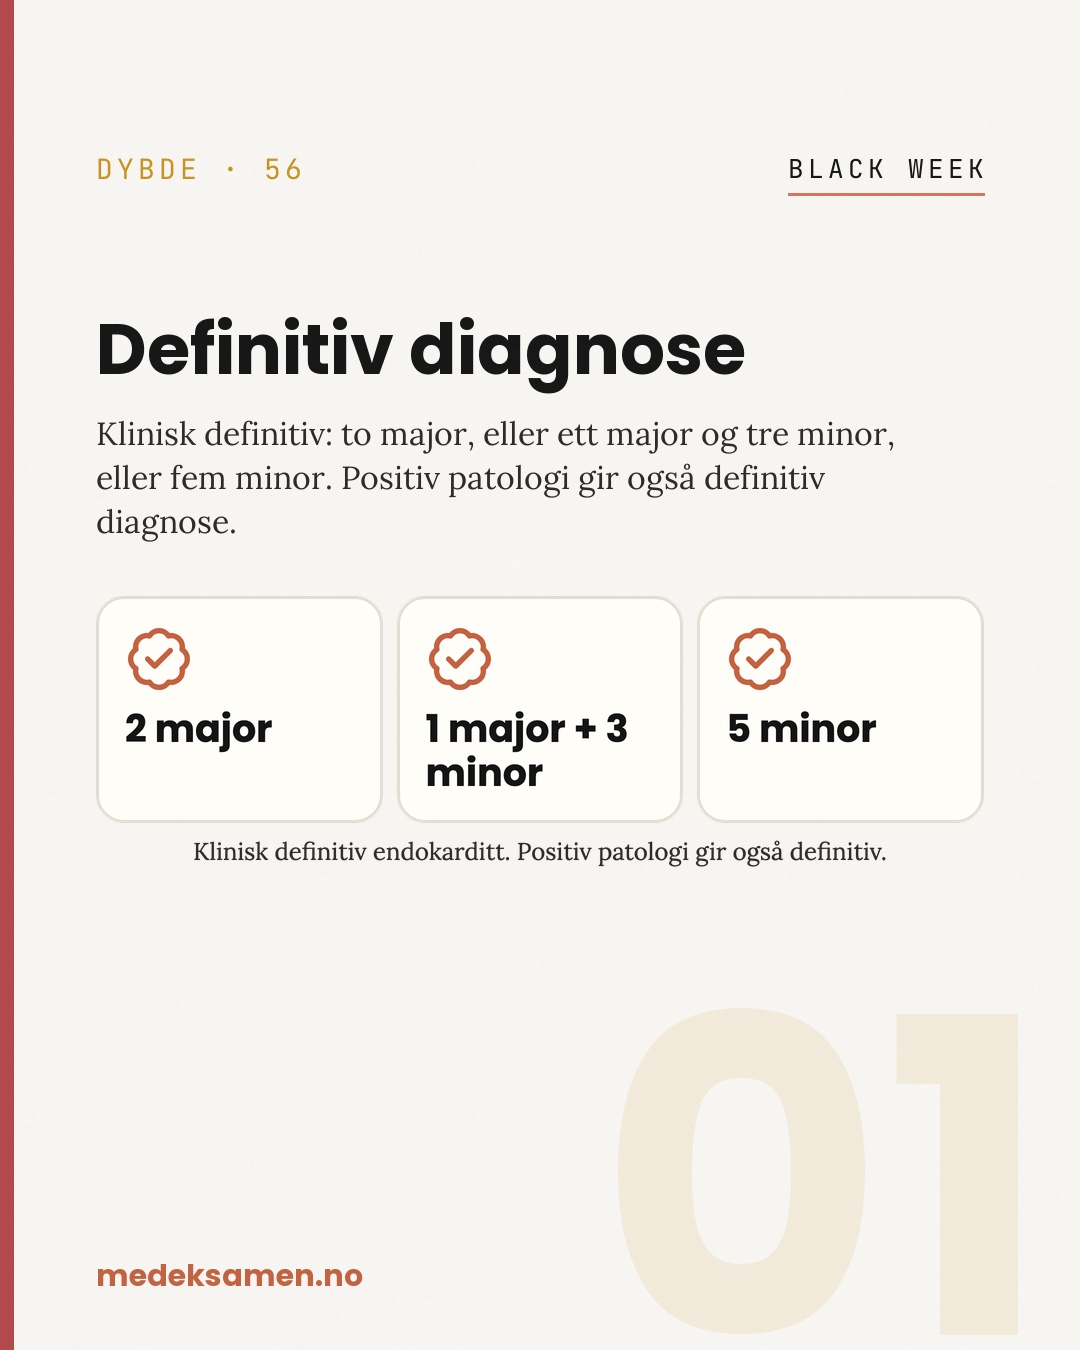 DYBDE · 56
BLACK WEEK
Definitiv diagnose
Klinisk definitiv: to major, eller ett major og tre minor,
eller fem minor. Positiv patologi gir også definitiv
diagnose.
2 major
1 major + 3
minor
5 minor
Klinisk definitiv endokarditt. Positiv patologi gir også definitiv.
01
medeksamen.no